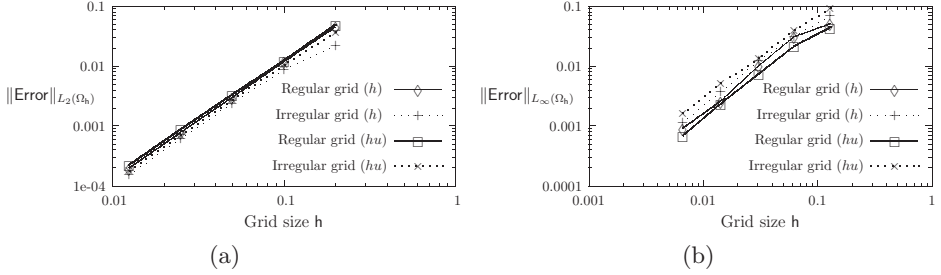 0.1
0.01
0.001
1e-04
‖Error‖L₂(Ωₕ)
Regular grid (h)
Irregular grid (h)
Regular grid (hu)
Irregular grid (hu)
0.01
0.1
1
Grid size h
(a)
0.1
0.01
0.001
0.0001
‖Error‖L∞(Ωₕ)
Regular grid (h)
Irregular grid (h)
Regular grid (hu)
Irregular grid (hu)
0.001
0.01
0.1
1
Grid size h
(b)